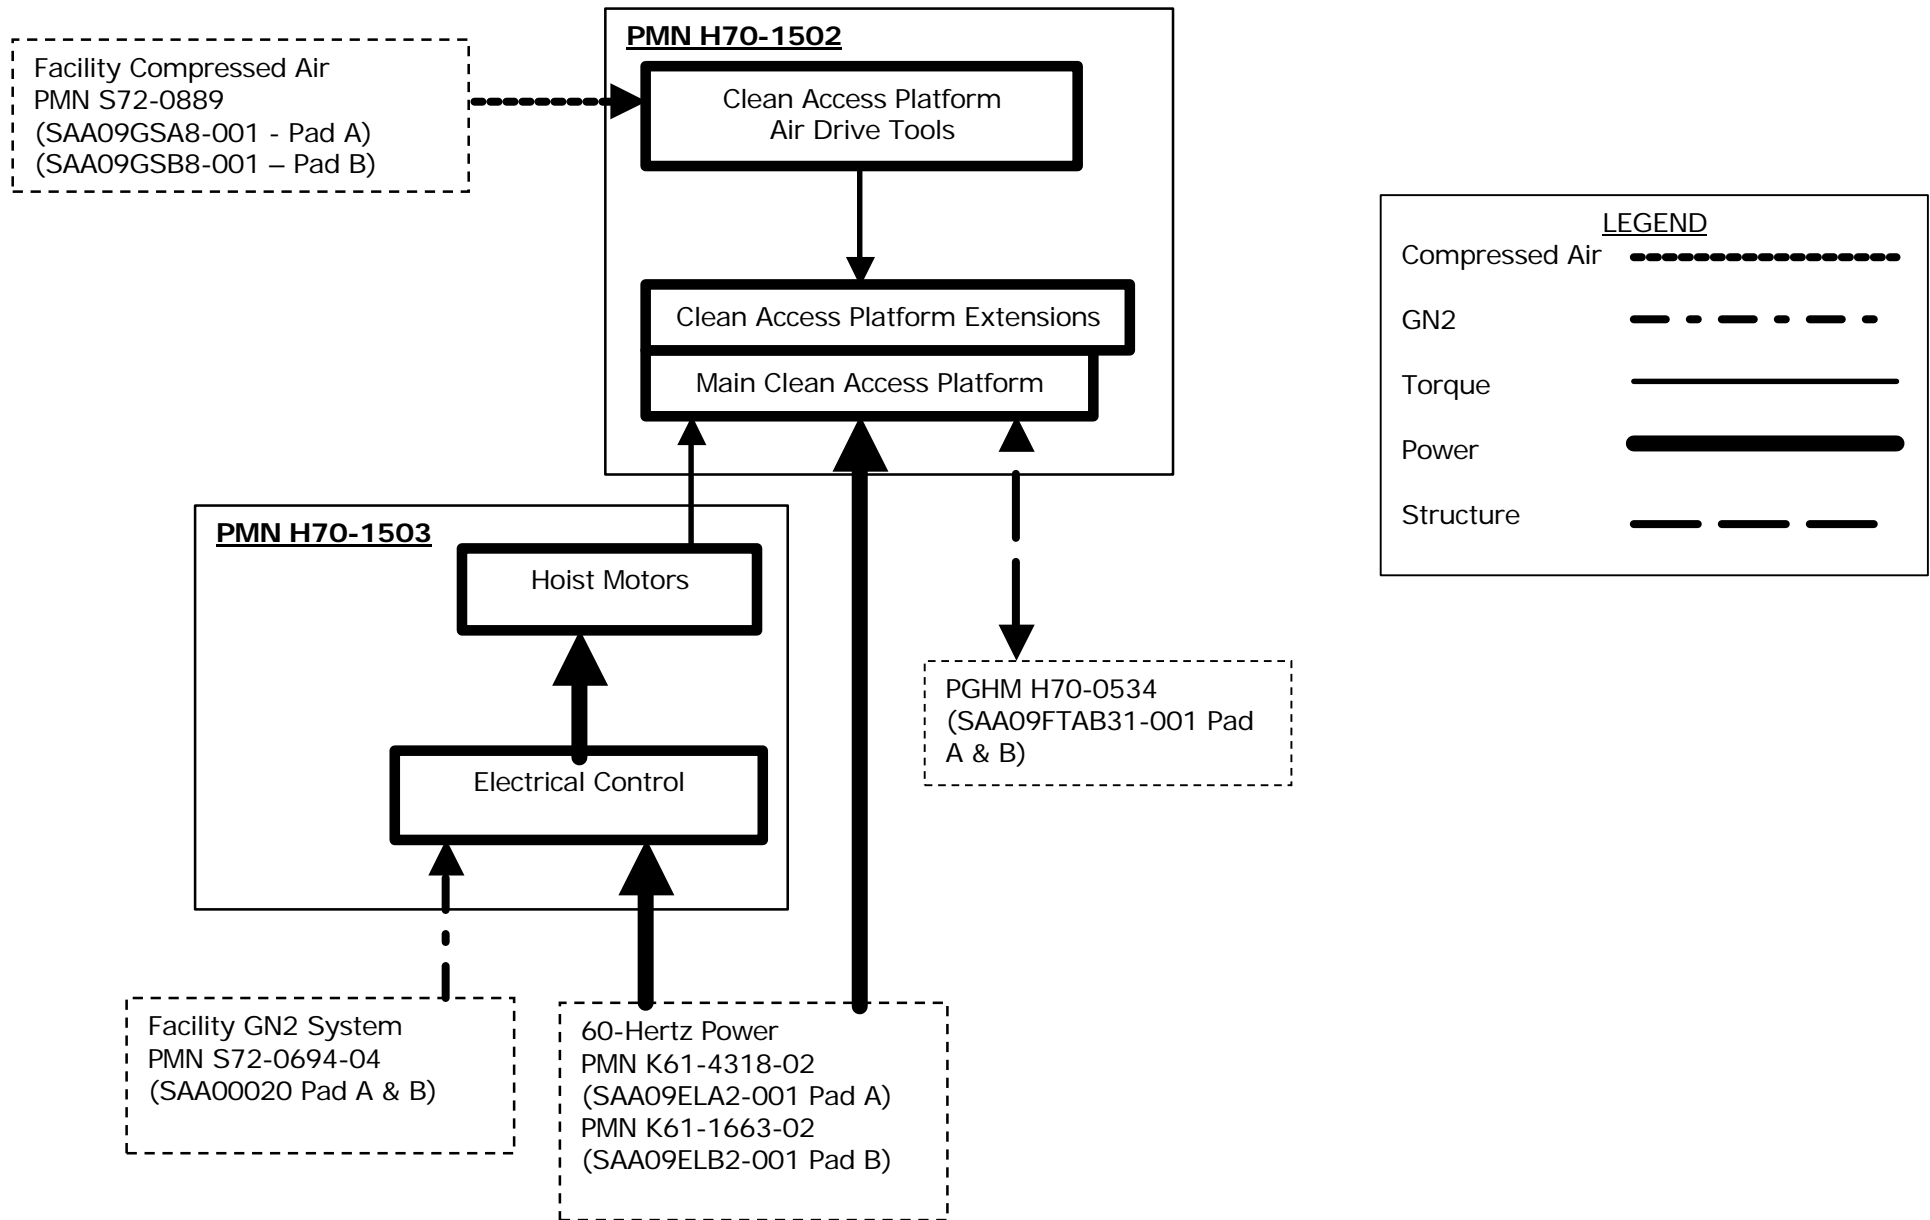 PMN H70-1502
Facility Compressed Air
PMN S72-0889
(SAA09GSA8-001 - Pad A)
(SAA09GSB8-001 – Pad B)
Clean Access Platform
Air Drive Tools
LEGEND
Compressed Air
GN2
Torque
Power
Structure
Clean Access Platform Extensions
Main Clean Access Platform
PMN H70-1503
Hoist Motors
Electrical Control
PGHM H70-0534
(SAA09FTAB31-001 Pad
A & B)
Facility GN2 System
PMN S72-0694-04
(SAA00020 Pad A & B)
60-Hertz Power
PMN K61-4318-02
(SAA09ELA2-001 Pad A)
PMN K61-1663-02
(SAA09ELB2-001 Pad B)